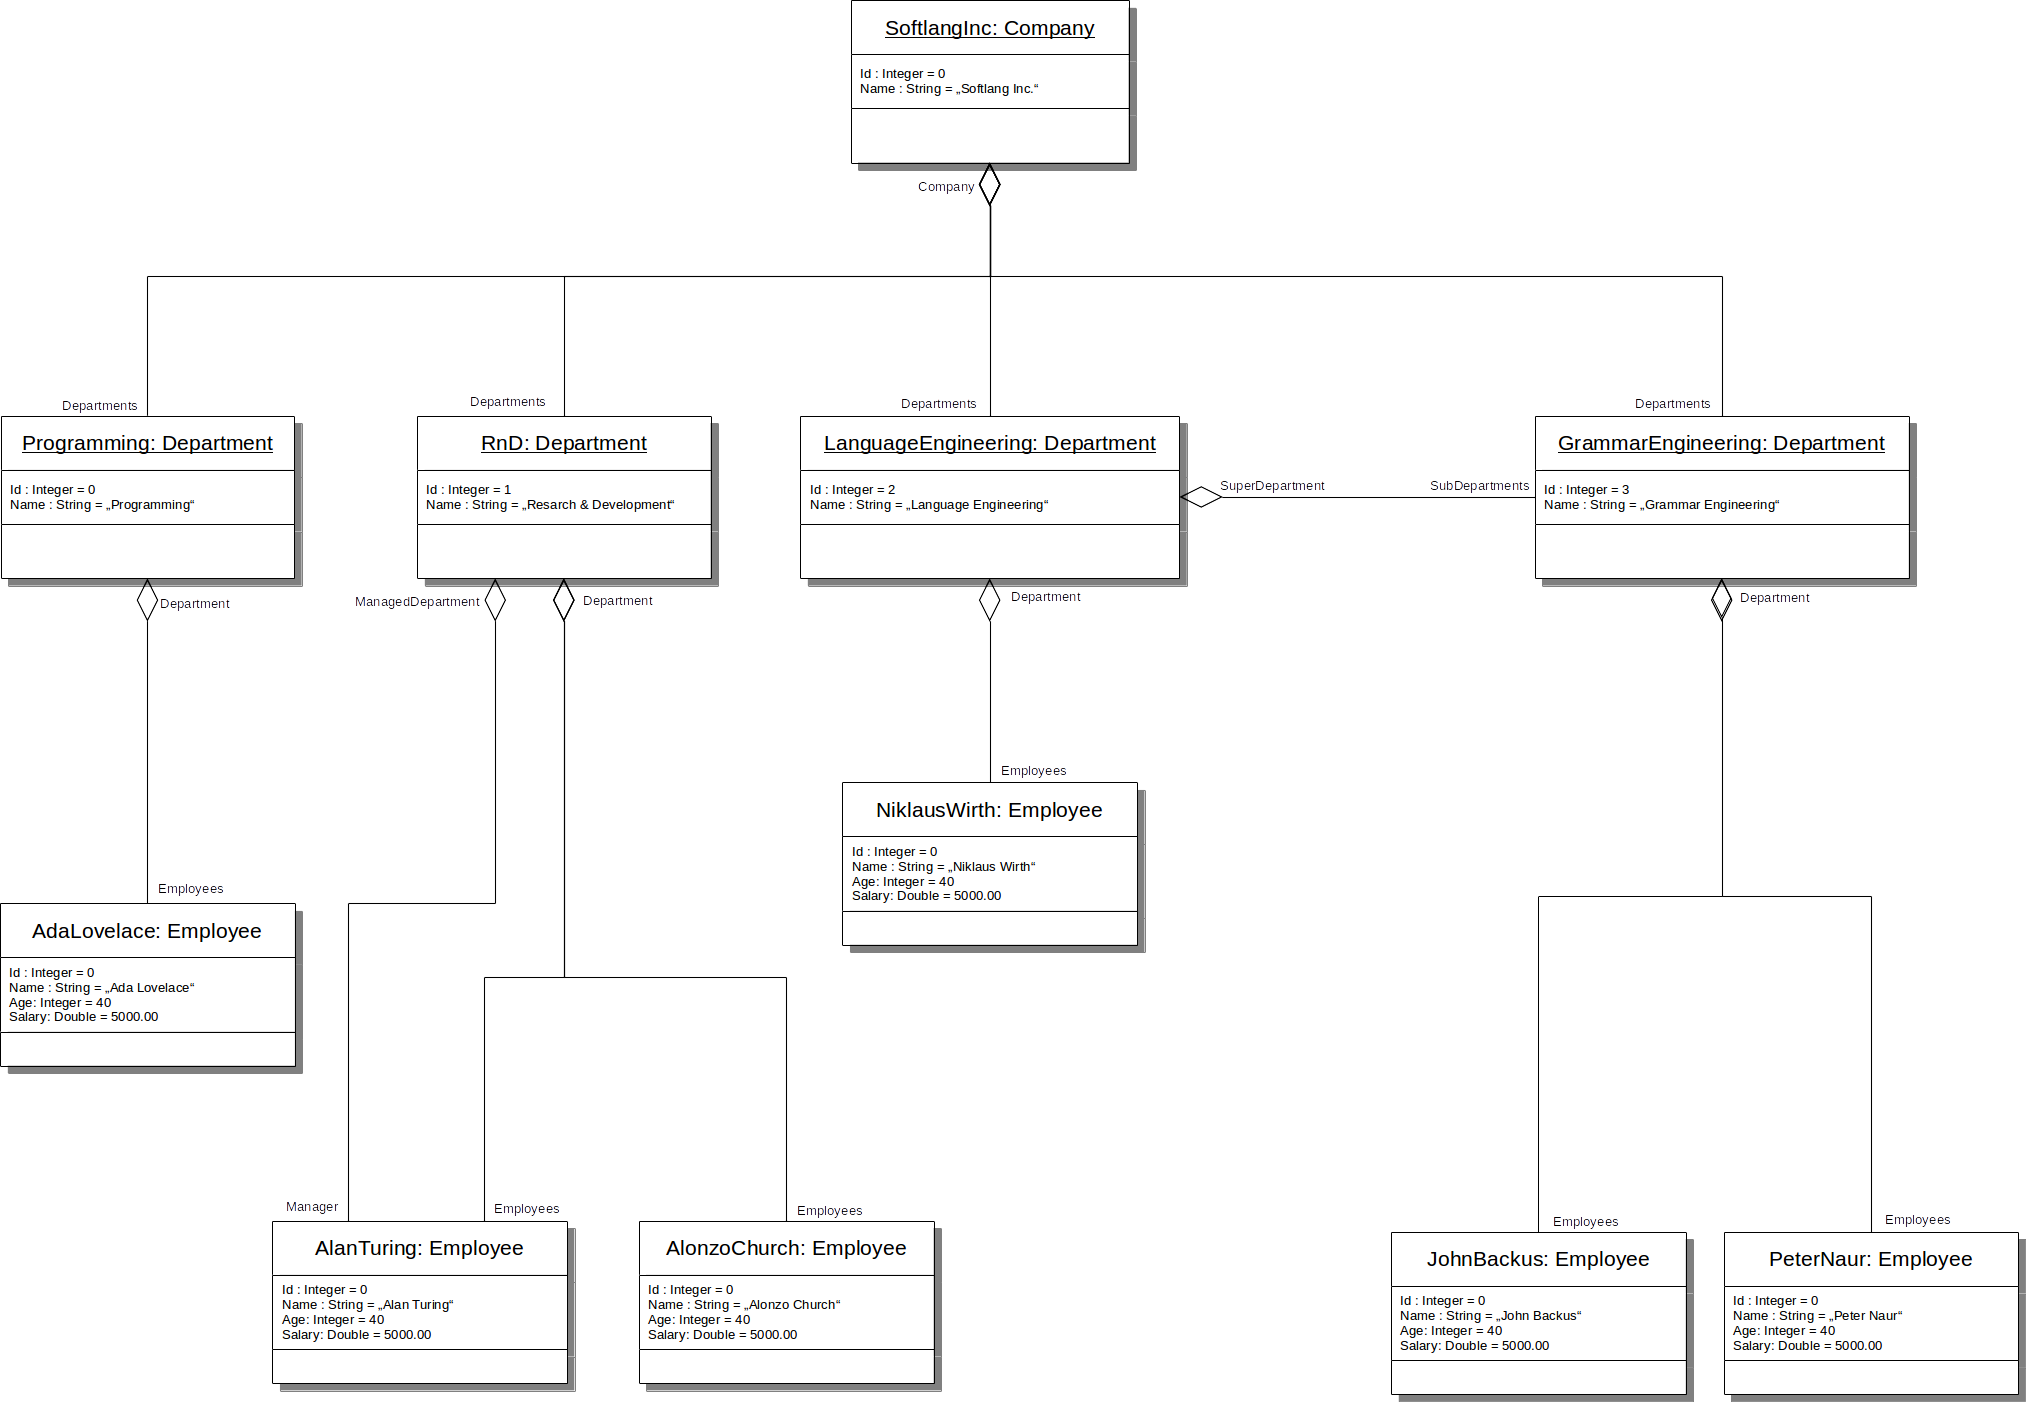 SoftlangInc: Company
Id : Integer = 0
Name : String = „Softlang Inc.“
Company
Departments
Departments
Departments
Departments
Programming: Department
Id : Integer = 0
Name : String = „Programming“
RnD: Department
Id : Integer = 1
Name : String = „Resarch & Development“
LanguageEngineering: Department
Id : Integer = 2
Name : String = „Language Engineering“
SuperDepartment
SubDepartments
GrammarEngineering: Department
Id : Integer = 3
Name : String = „Grammar Engineering“
Department
ManagedDepartment
Department
Department
Department
Employees
NiklausWirth: Employee
Id : Integer = 0
Name : String = „Niklaus Wirth“
Age: Integer = 40
Salary: Double = 5000.00
Employees
AdaLovelace: Employee
Id : Integer = 0
Name : String = „Ada Lovelace“
Age: Integer = 40
Salary: Double = 5000.00
Manager
Employees
AlanTuring: Employee
Id : Integer = 0
Name : String = „Alan Turing“
Age: Integer = 40
Salary: Double = 5000.00
Employees
AlonzoChurch: Employee
Id : Integer = 0
Name : String = „Alonzo Church“
Age: Integer = 40
Salary: Double = 5000.00
Employees
JohnBackus: Employee
Id : Integer = 0
Name : String = „John Backus“
Age: Integer = 40
Salary: Double = 5000.00
Employees
PeterNaur: Employee
Id : Integer = 0
Name : String = „Peter Naur“
Age: Integer = 40
Salary: Double = 5000.00